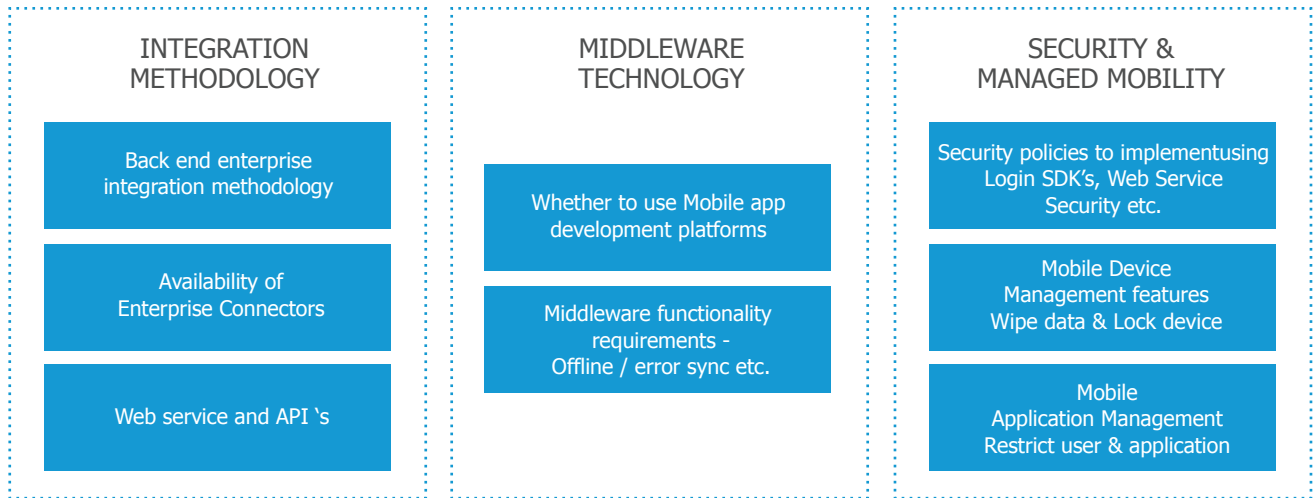 INTEGRATION
METHODOLOGY
Back end enterprise
integration methodology
Availability of
Enterprise Connectors
Web service and API ‘s
MIDDLEWARE
TECHNOLOGY
Whether to use Mobile app
development platforms
Middleware functionality
requirements -
Offline / error sync etc.
SECURITY &
MANAGED MOBILITY
Security policies to implementusing
Login SDK’s, Web Service
Security etc.
Mobile Device
Management features
Wipe data & Lock device
Mobile
Application Management
Restrict user & application